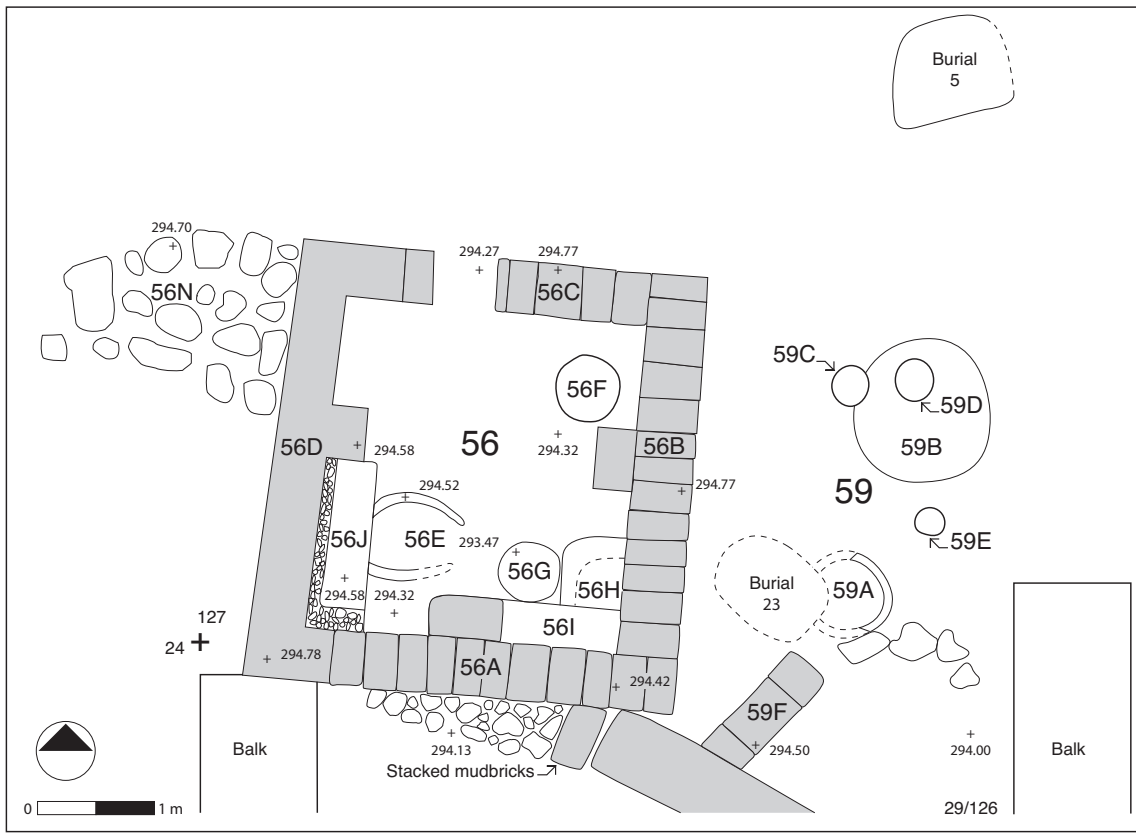 Burial
5
294.70
294.27
294.77
56N
56C
59C
59D
56F
56D
294.58
56
294.32
56B
59B
294.77
59
294.52
56J
56E
293.47
59E
56G
56H
Burial
23
59A
294.58
294.32
56I
127
24
294.78
56A
294.42
59F
Balk
294.13
294.50
294.00
Balk
Stacked mudbricks
0
1 m
29/126